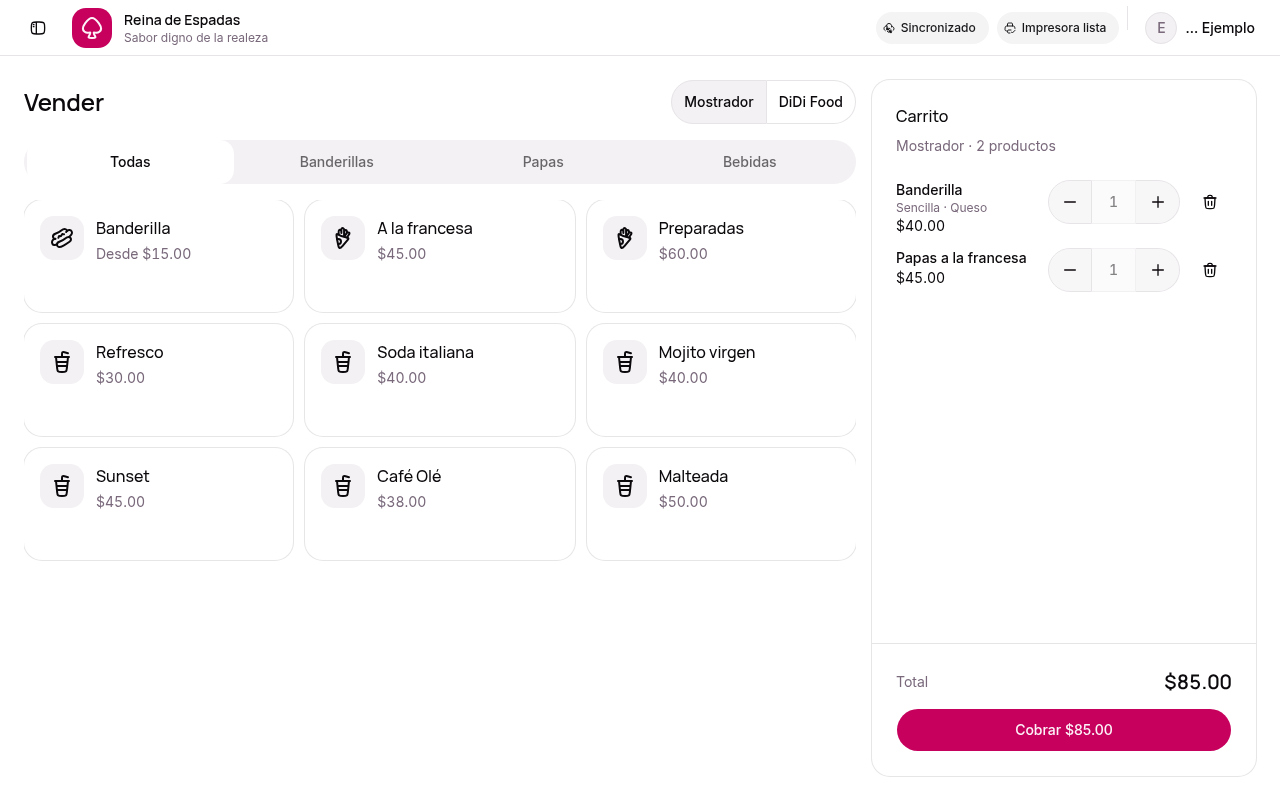 Reina de Espadas
Sabor digno de la realeza
Sincronizado
Impresora lista
E
... Ejemplo
Vender
Mostrador
DiDi Food
Todas
Banderillas
Papas
Bebidas
Banderilla
Desde $15.00
A la francesa
$45.00
Preparadas
$60.00
Refresco
$30.00
Soda italiana
$40.00
Mojito virgen
$40.00
Sunset
$45.00
Café Olé
$38.00
Malteada
$50.00
Carrito
Mostrador · 2 productos
Banderilla
Sencilla · Queso
$40.00
1
Papas a la francesa
$45.00
1
Total
$85.00
Cobrar $85.00